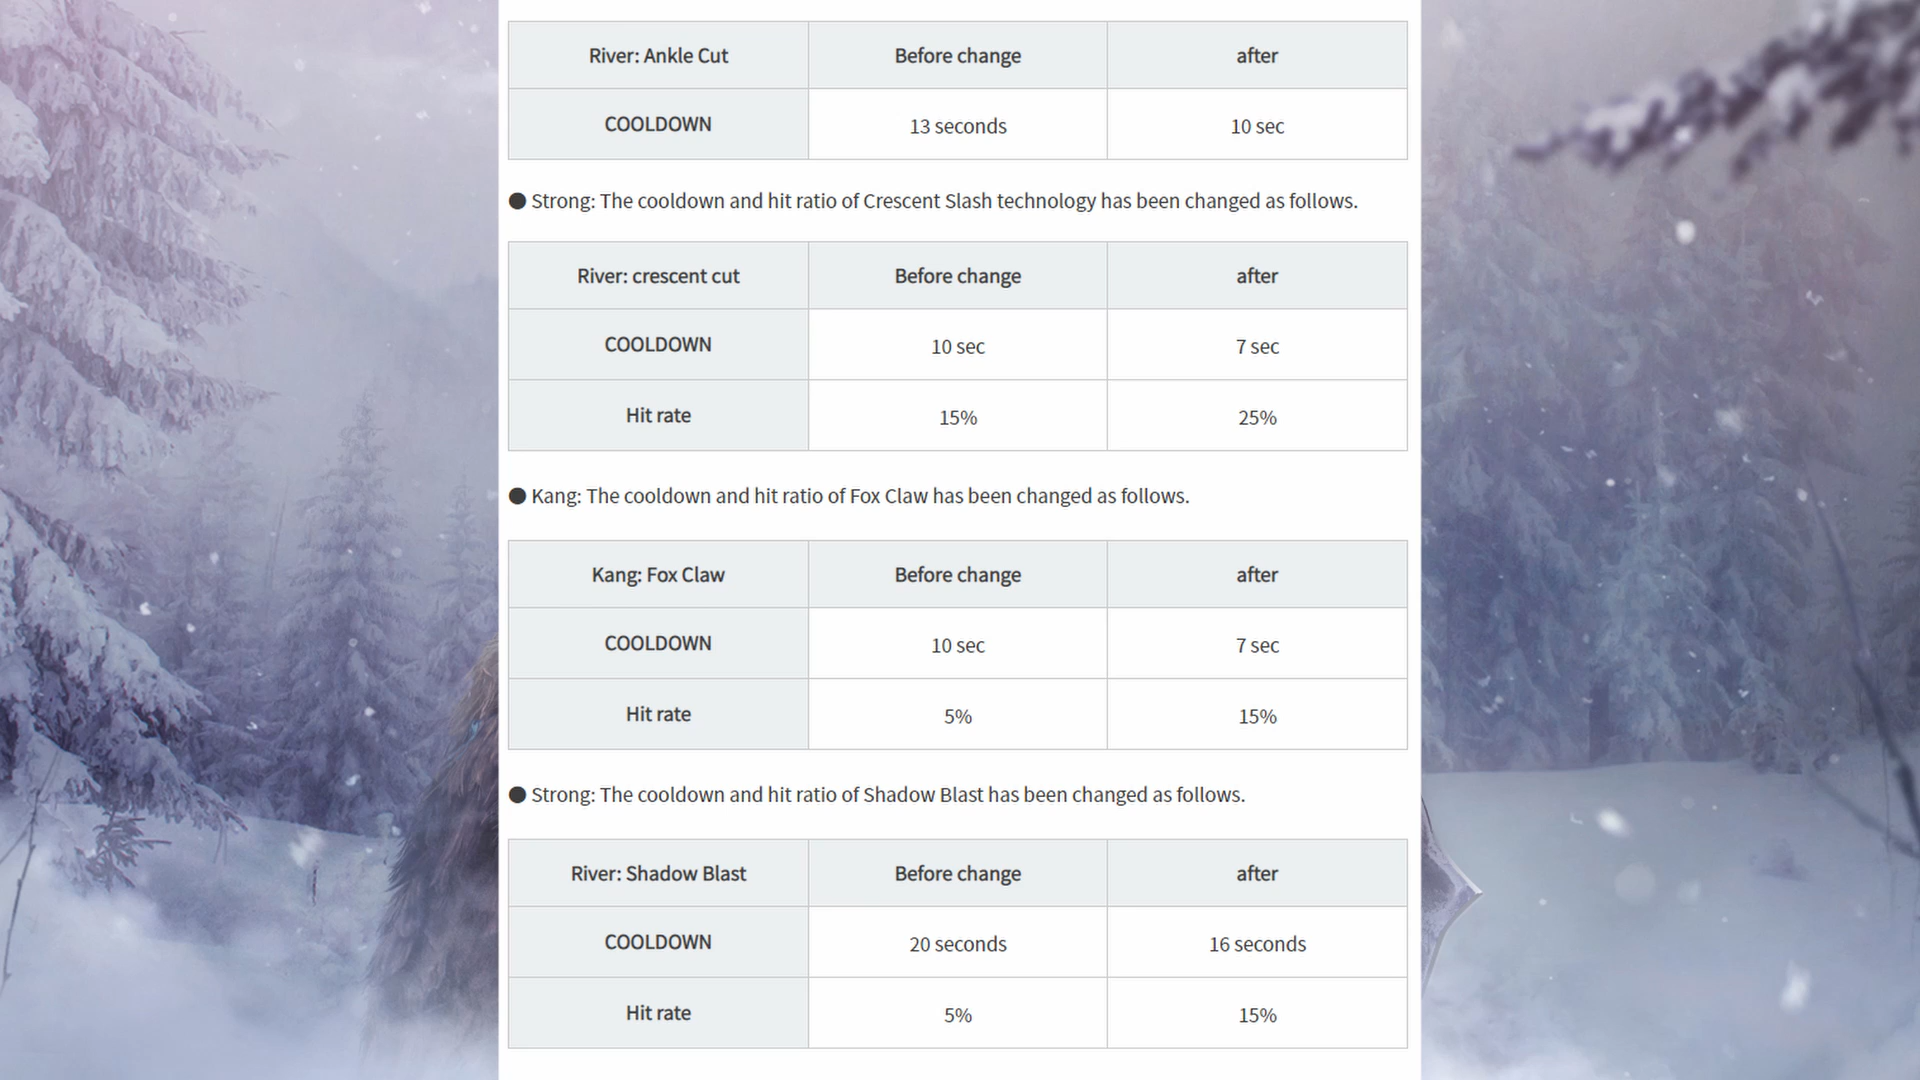 River: Ankle Cut Before change after
COOLDOWN 13 seconds 10 sec
● Strong: The cooldown and hit ratio of Crescent Slash technology has been changed as follows.
River: crescent cut Before change after
COOLDOWN 10 sec 7 sec
Hit rate 15% 25%
● Kang: The cooldown and hit ratio of Fox Claw has been changed as follows.
Kang: Fox Claw Before change after
COOLDOWN 10 sec 7 sec
Hit rate 5% 15%
● Strong: The cooldown and hit ratio of Shadow Blast has been changed as follows.
River: Shadow Blast Before change after
COOLDOWN 20 seconds 16 seconds
Hit rate 5% 15%